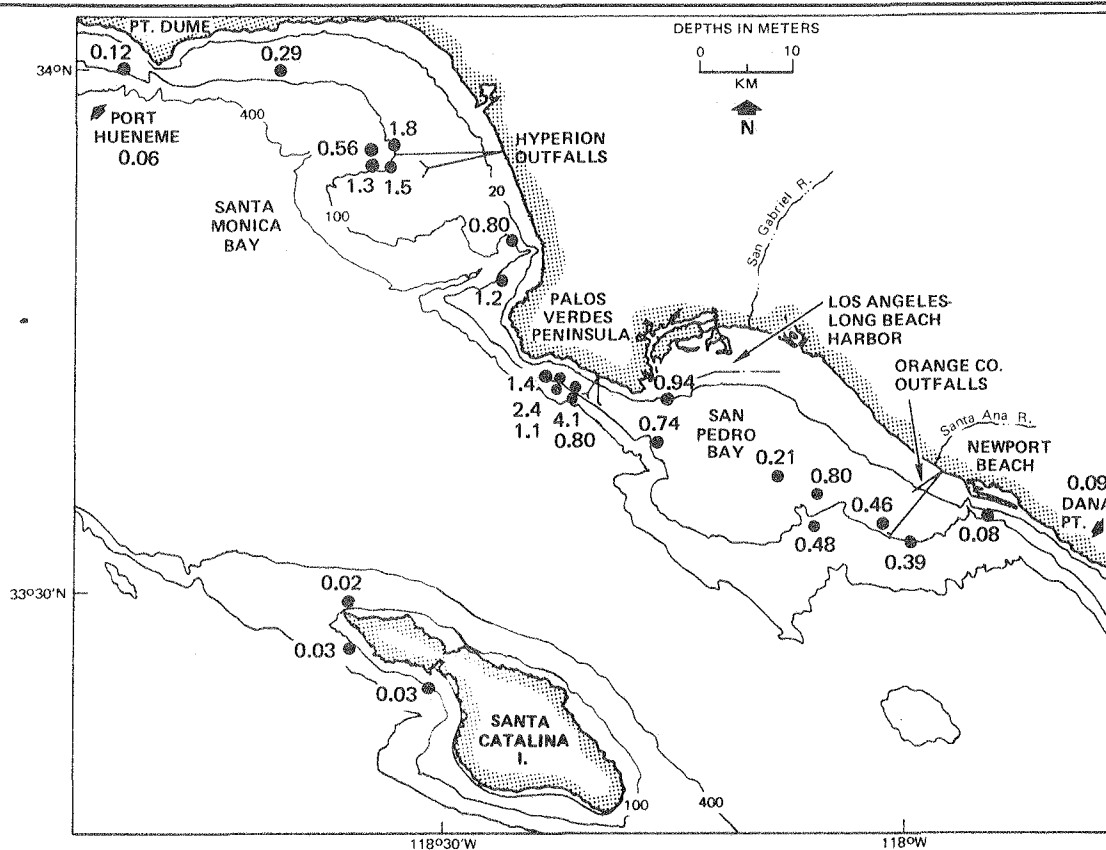 PT. DUME
0.12
0.29
34°N
400
PORT
HUENEME
0.06
DEPTHS IN METERS
0 10
KM
N
1.8
0.56
1.3 1.5
HYPERION
OUTFALLS
20
100
SANTA
MONICA
BAY
0.80
1.2
San Gabriel R.
PALOS
VERDES
PENINSULA
LOS ANGELES-
LONG BEACH
HARBOR
ORANGE CO.
OUTFALLS
Santa Ana R.
NEWPORT
BEACH
0.09
DANA
PT.
1.4
2.4
1.1
4.1
0.80
0.94
0.74
SAN
PEDRO
BAY
0.21
0.80
0.48
0.46
0.39
0.08
33°30'N
0.02
0.03
0.03
SANTA
CATALINA
I.
100
400
118°30'W
118°W